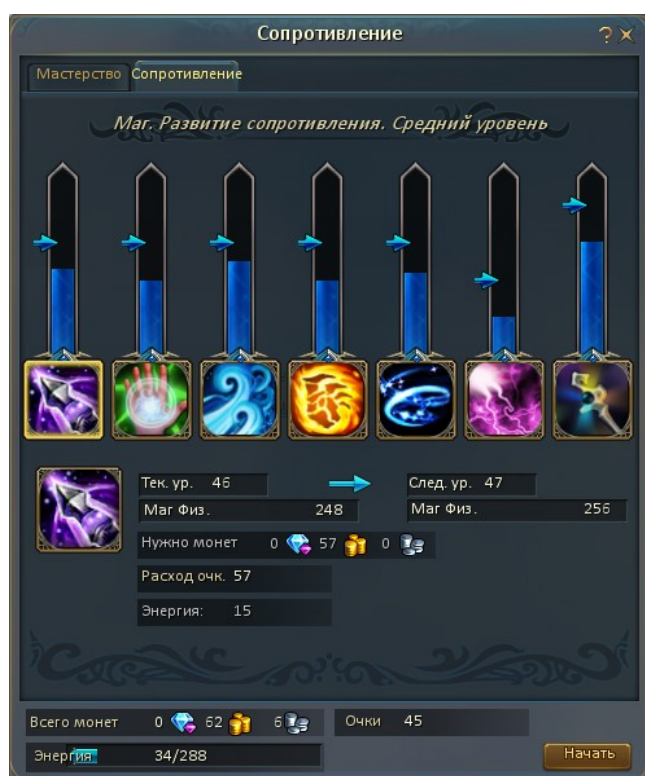 Сопротивление
Мастерство Сопротивление
Маг. Развитие сопротивления. Средний уровень
Тек. ур. 46 След. ур. 47
Маг Физ. 248 Маг Физ. 256
Нужно монет 0 57 0
Расход очк. 57
Энергия: 15
Всего монет 0 62 6 Очки 45
Энергия 34/288 Начать